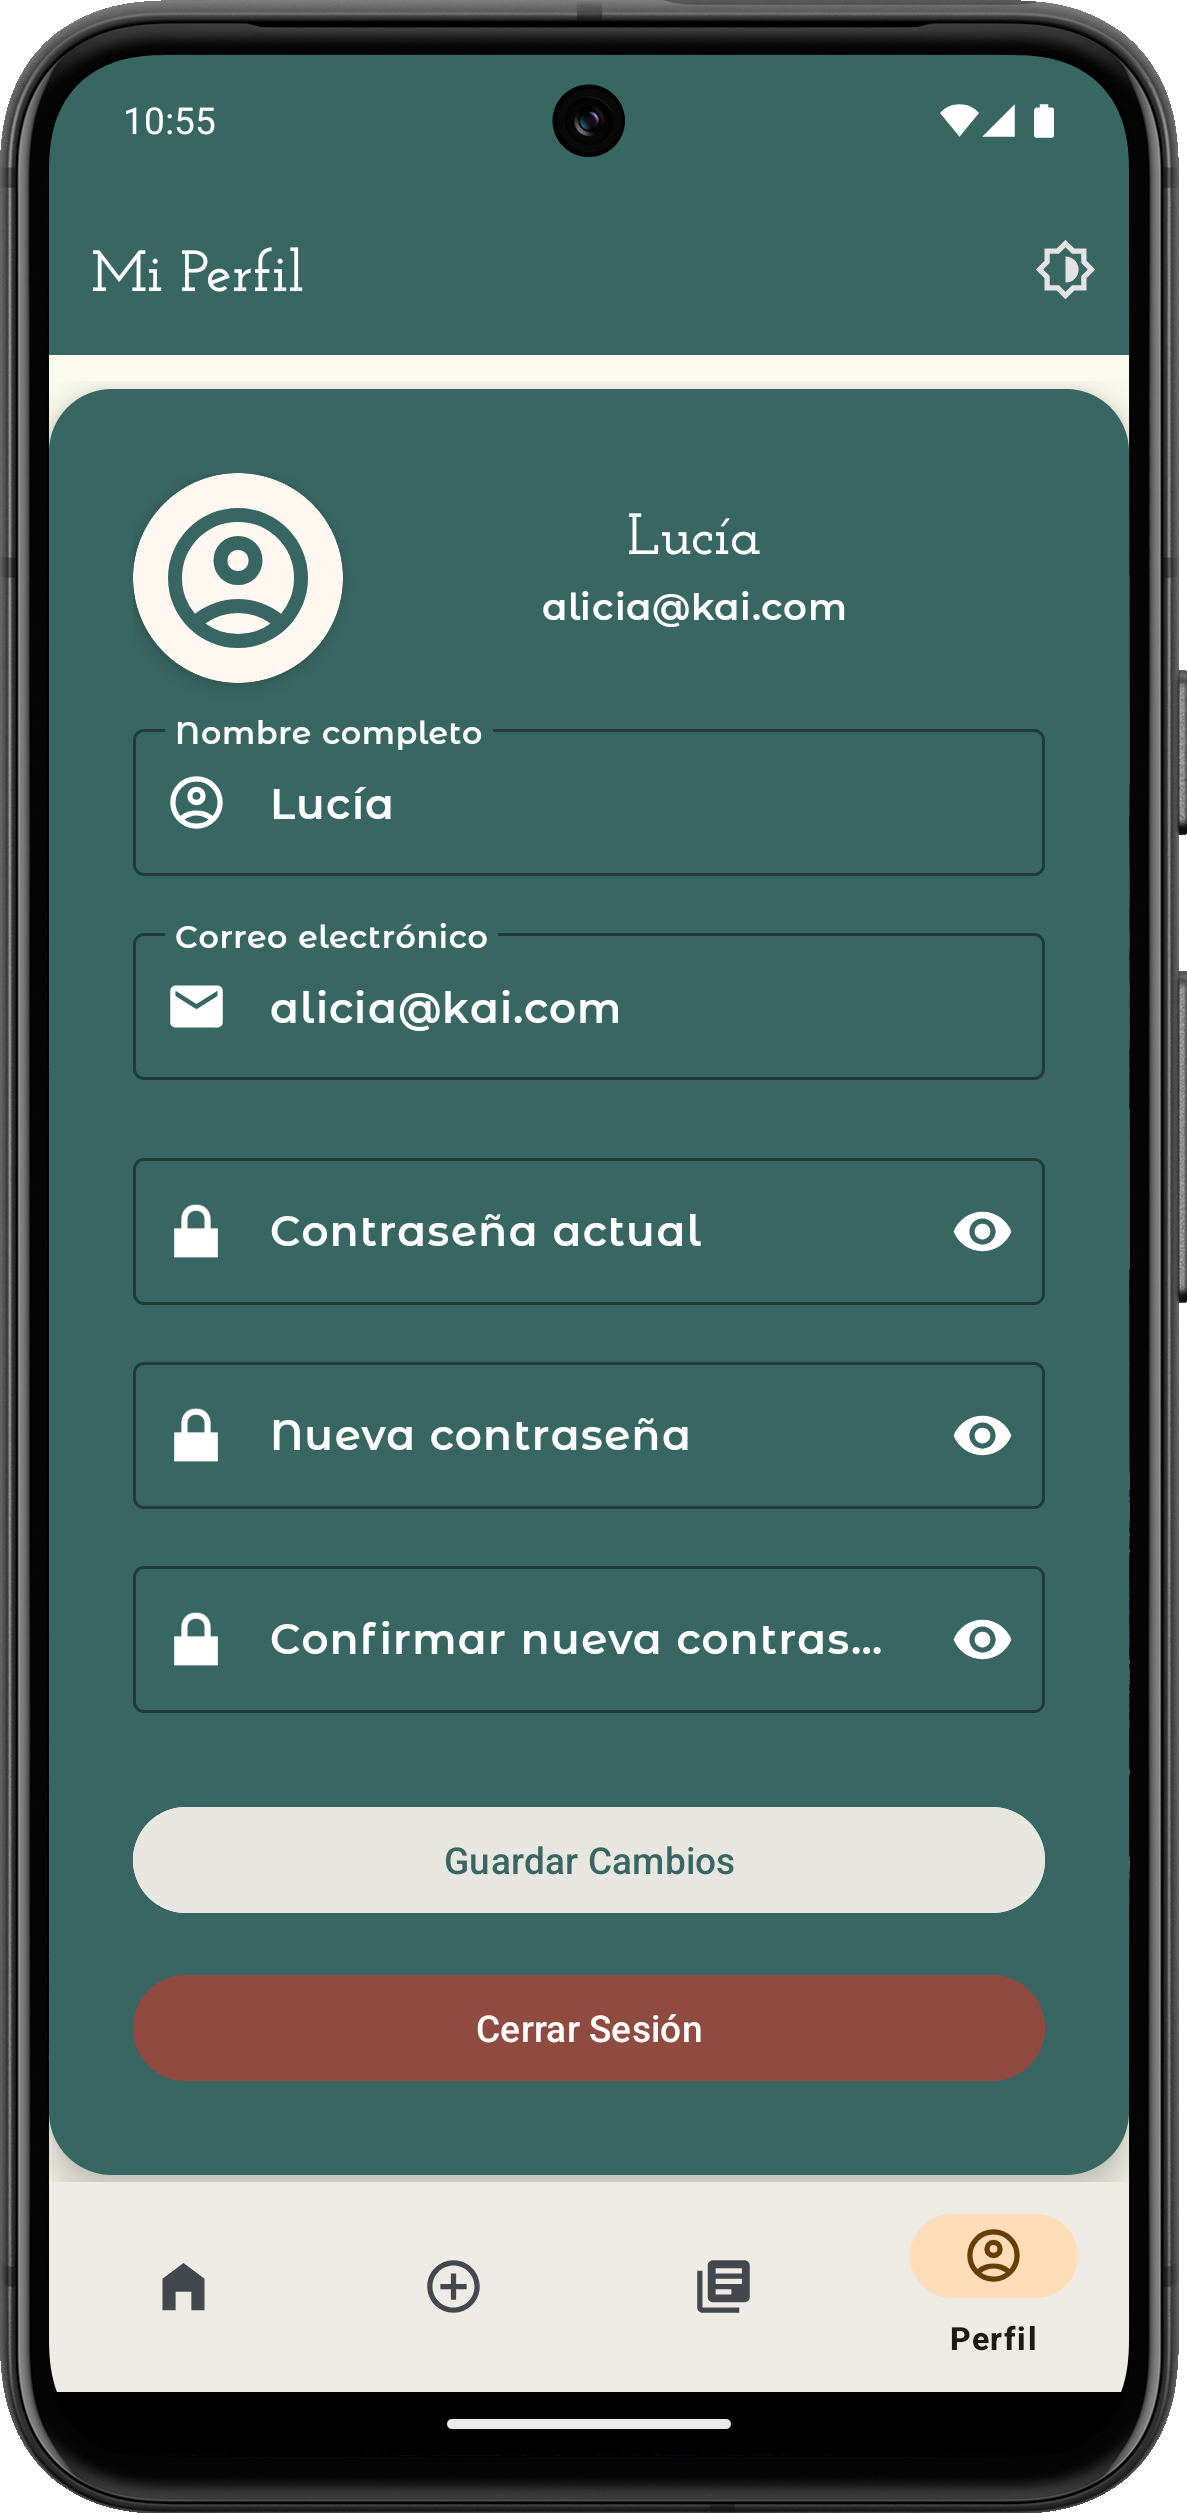 10:55
Mi Perfil
Lucía
alicia@kai.com
Nombre completo
Lucía
Correo electrónico
alicia@kai.com
Contraseña actual
Nueva contraseña
Confirmar nueva contras...
Guardar Cambios
Cerrar Sesión
Perfil